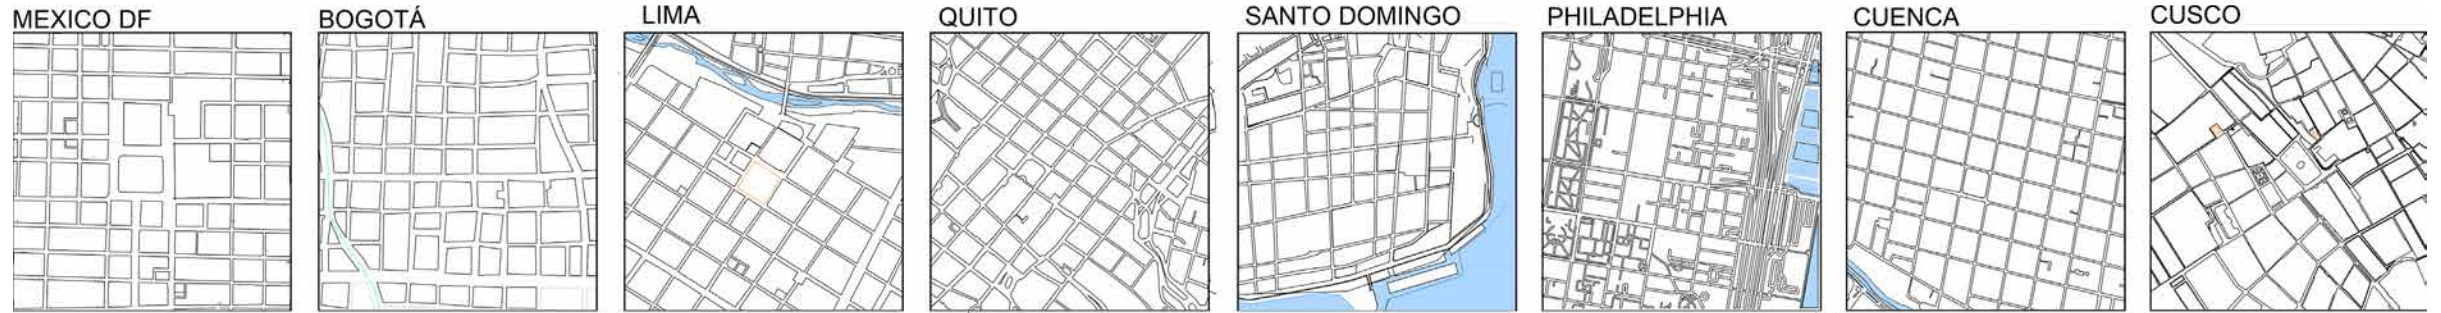 MEXICO DF
BOGOTÁ
LIMA
QUITO
SANTO DOMINGO
PHILADELPHIA
CUENCA
CUSCO